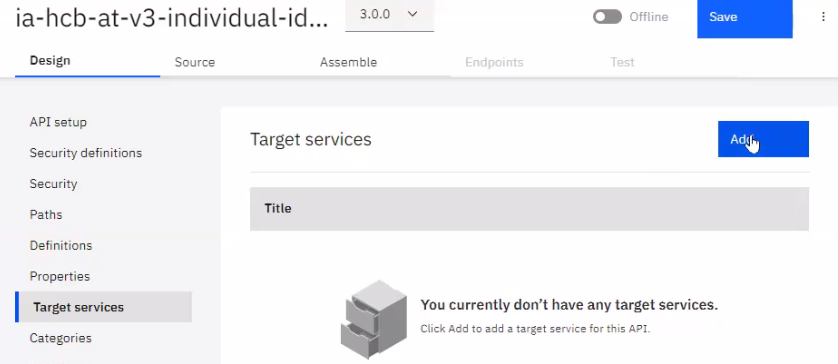 ia-hcb-at-v3-individual-id...
3.0.0
Offline
Save
Design
Source
Assemble
Endpoints
Test
API setup
Security definitions
Security
Paths
Definitions
Properties
Target services
Categories
Target services
Add
Title
You currently don't have any target services.
Click Add to add a target service for this API.